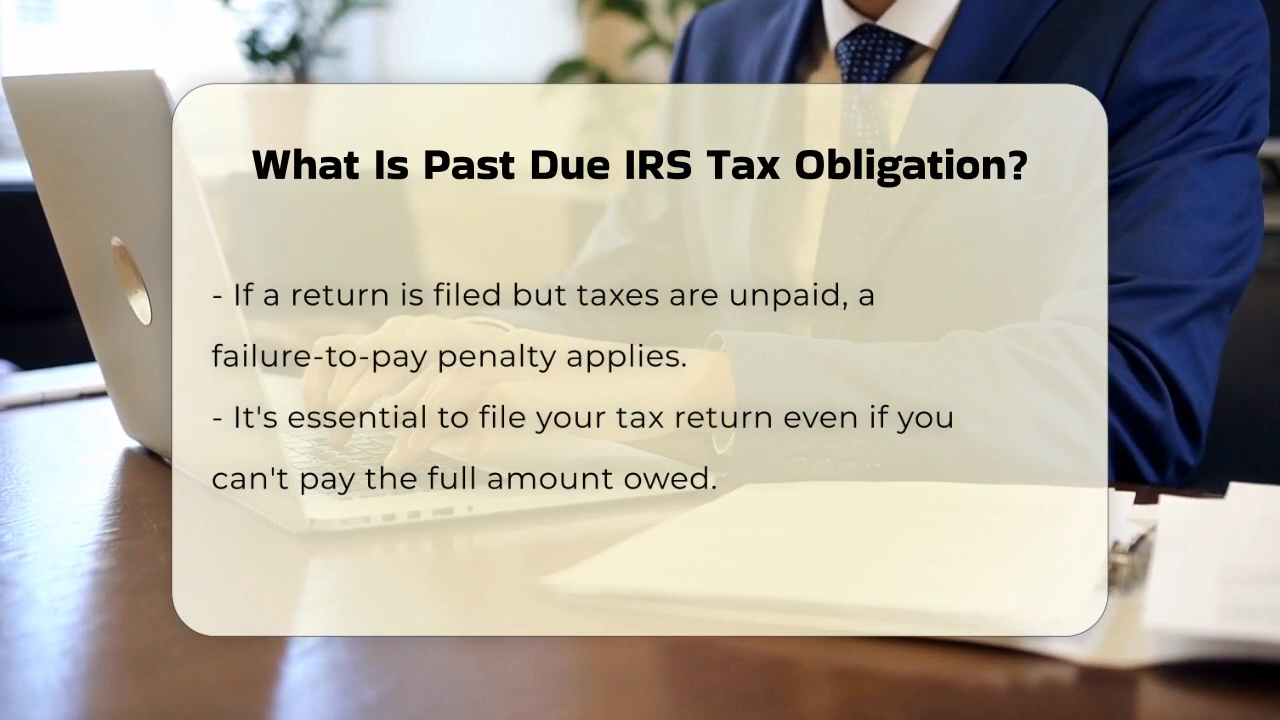 What Is Past Due IRS Tax Obligation?
- If a return is filed but taxes are unpaid, a
failure-to-pay penalty applies.
- It's essential to file your tax return even if you
can't pay the full amount owed.